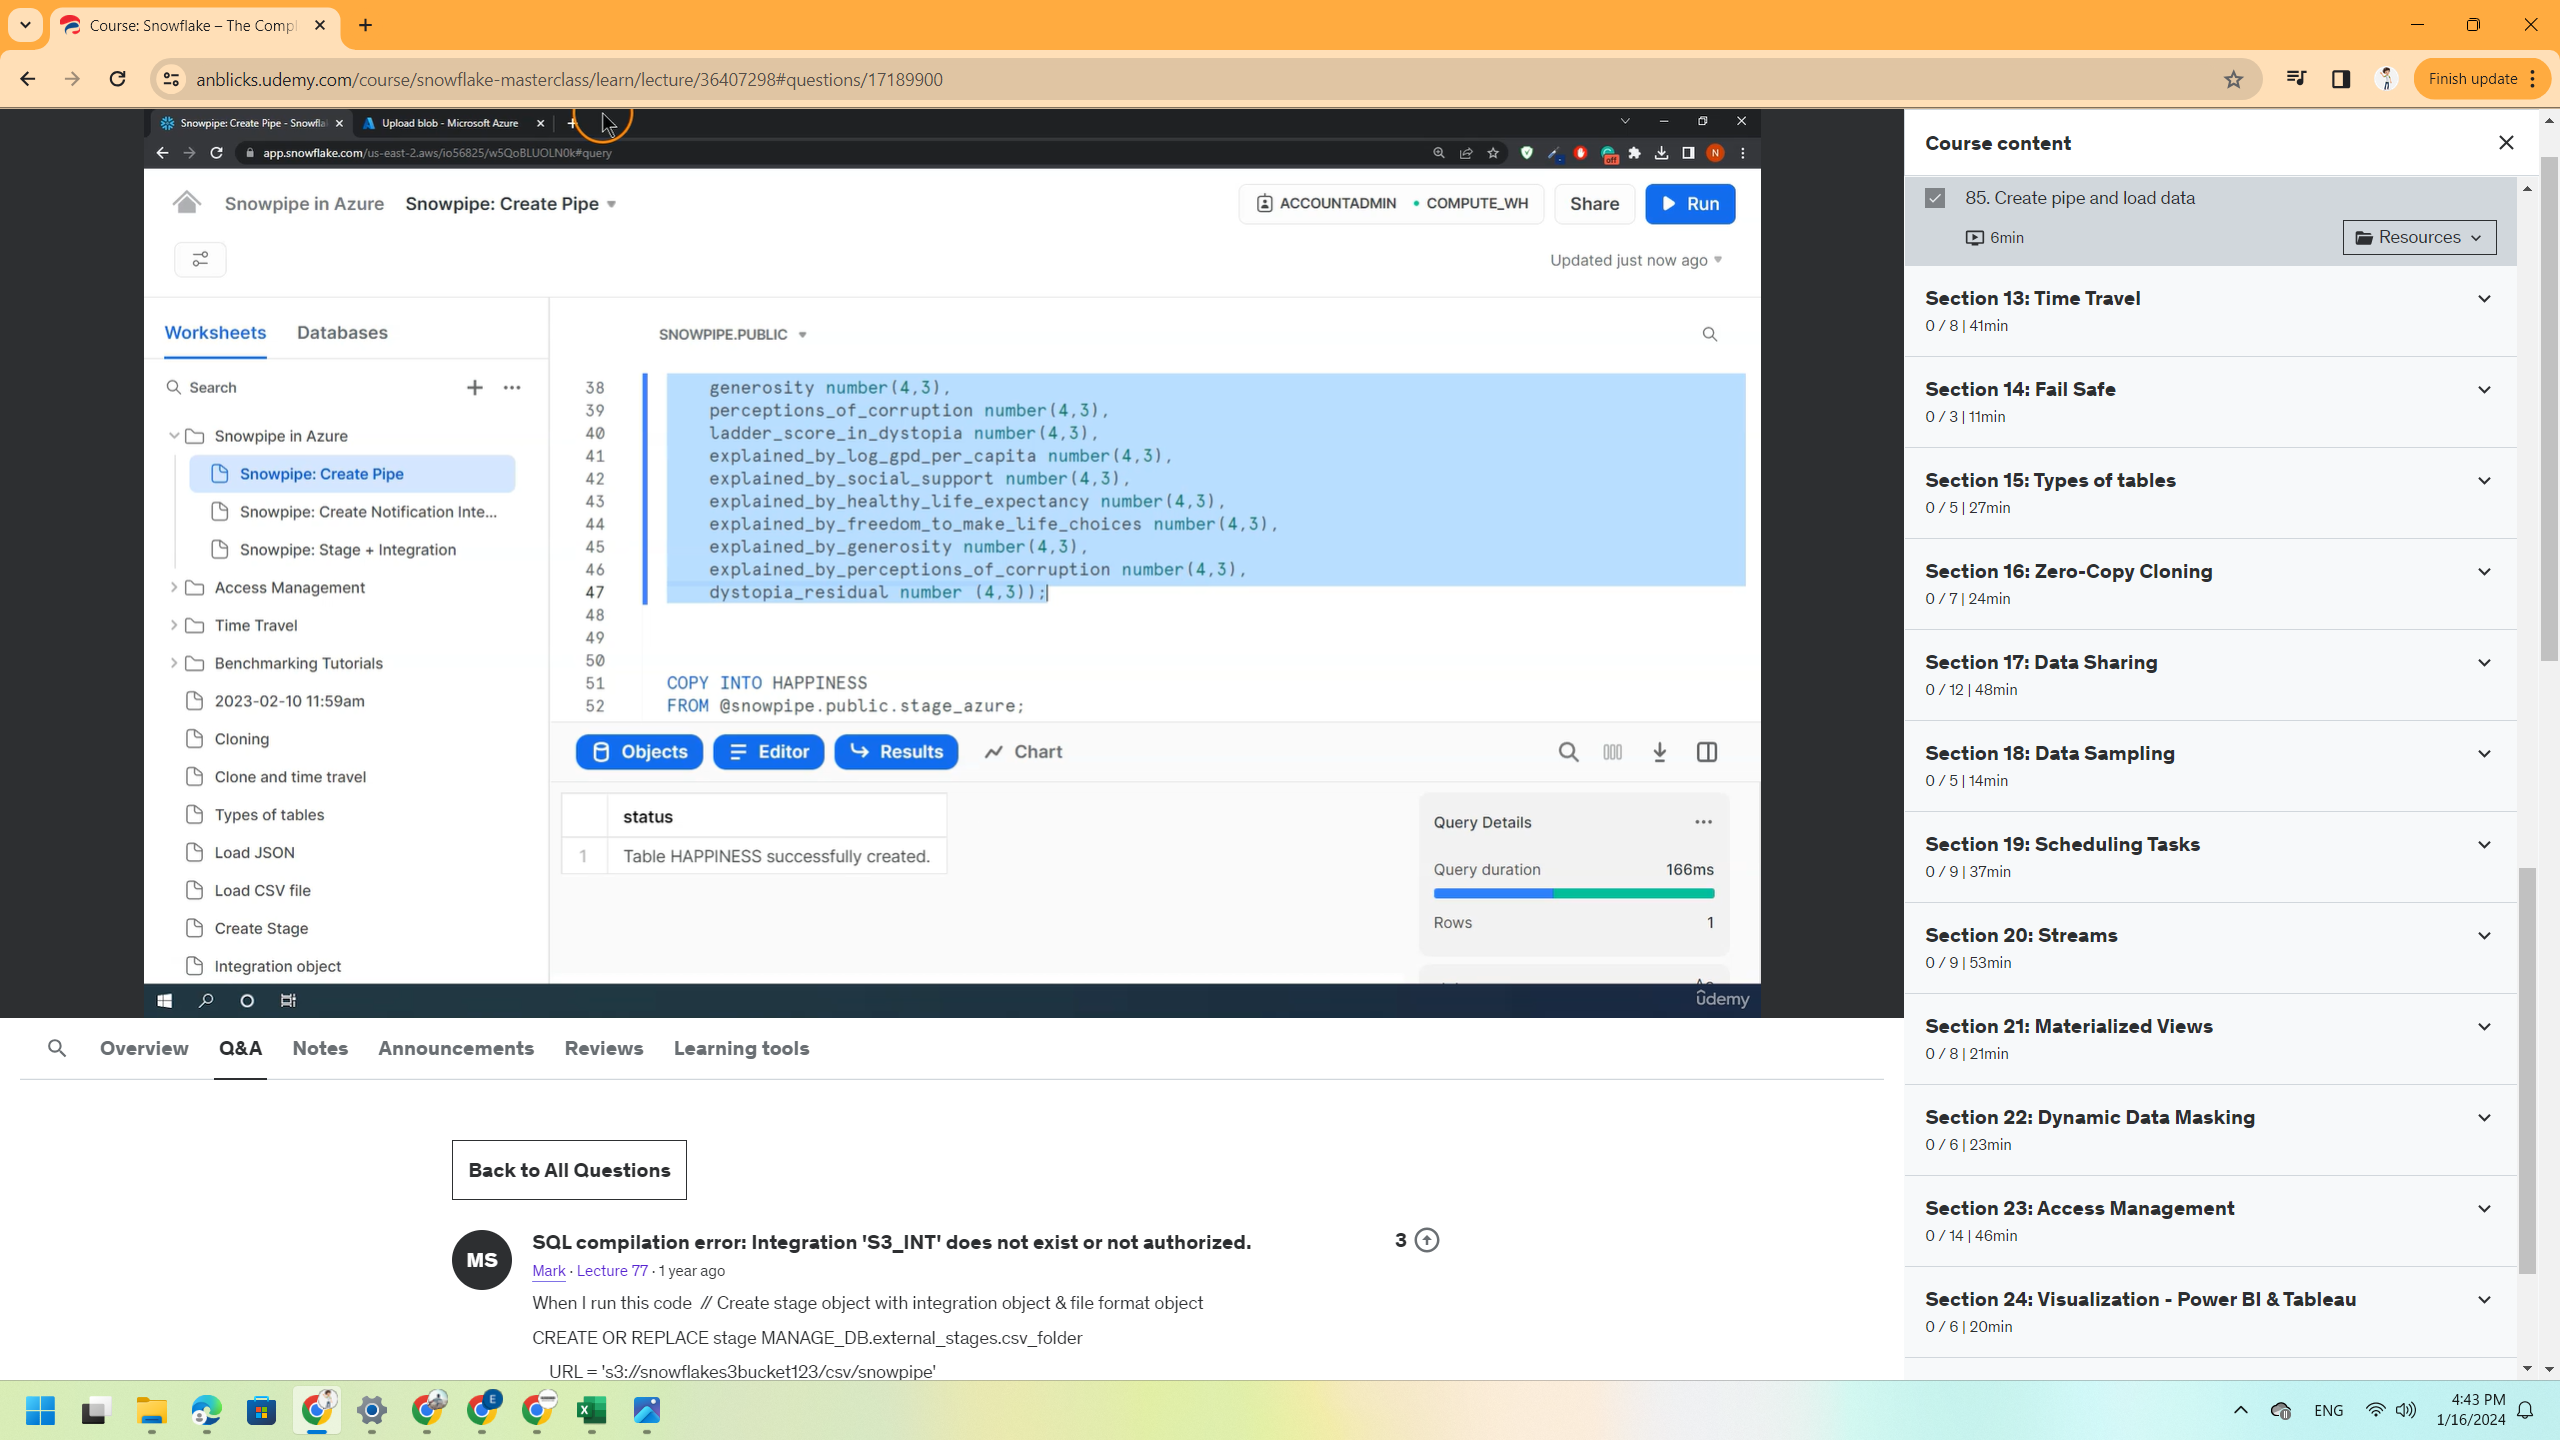 Course: Snowflake – The Compl
anblicks.udemy.com/course/snowflake-masterclass/learn/lecture/36407298#questions/17189900
Finish update
Snowpipe: Create Pipe - Snowfla
Upload blob - Microsoft Azure
app.snowflake.com/us-east-2.aws/io56825/w5QoBLUOLN0k#query
off
N
Snowpipe in Azure
Snowpipe: Create Pipe
ACCOUNTADMIN • COMPUTE_WH
Share
Run
Updated just now ago
Worksheets
Databases
Search
Snowpipe in Azure
Snowpipe: Create Pipe
Snowpipe: Create Notification Inte...
Snowpipe: Stage + Integration
Access Management
Time Travel
Benchmarking Tutorials
2023-02-10 11:59am
Cloning
Clone and time travel
Types of tables
Load JSON
Load CSV file
Create Stage
Integration object
SNOWPIPE.PUBLIC
38 generosity number(4,3),
39 perceptions_of_corruption number(4,3),
40 ladder_score_in_dystopia number(4,3),
41 explained_by_log_gpd_per_capita number(4,3),
42 explained_by_social_support number(4,3),
43 explained_by_healthy_life_expectancy number(4,3),
44 explained_by_freedom_to_make_life_choices number(4,3),
45 explained_by_generosity number(4,3),
46 explained_by_perceptions_of_corruption number(4,3),
47 dystopia_residual number (4,3));
48
49
50
51 COPY INTO HAPPINESS
52 FROM @snowpipe.public.stage_azure;
Objects
Editor
Results
Chart
status
1 Table HAPPINESS successfully created.
Query Details
Query duration 166ms
Rows 1
ûdemy
Overview
Q&A
Notes
Announcements
Reviews
Learning tools
Back to All Questions
MS
SQL compilation error: Integration 'S3_INT' does not exist or not authorized.
3
Mark · Lecture 77 · 1 year ago
When I run this code // Create stage object with integration object & file format object
CREATE OR REPLACE stage MANAGE_DB.external_stages.csv_folder
URL = 's3://snowflakes3bucket123/csv/snowpipe'
Course content
85. Create pipe and load data
6min
Resources
Section 13: Time Travel
0 / 8 | 41min
Section 14: Fail Safe
0 / 3 | 11min
Section 15: Types of tables
0 / 5 | 27min
Section 16: Zero-Copy Cloning
0 / 7 | 24min
Section 17: Data Sharing
0 / 12 | 48min
Section 18: Data Sampling
0 / 5 | 14min
Section 19: Scheduling Tasks
0 / 9 | 37min
Section 20: Streams
0 / 9 | 53min
Section 21: Materialized Views
0 / 8 | 21min
Section 22: Dynamic Data Masking
0 / 6 | 23min
Section 23: Access Management
0 / 14 | 46min
Section 24: Visualization - Power BI & Tableau
0 / 6 | 20min
E
ENG
4:43 PM
1/16/2024